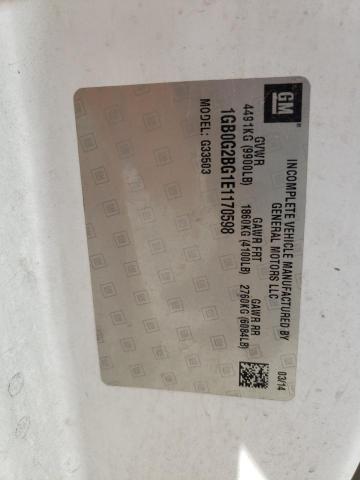 GM
INCOMPLETE VEHICLE MANUFACTURED BY
GENERAL MOTORS LLC
03/14
GVWR GAWR FRT GAWR RR
4491KG (9900LB) 1860KG (4100LB) 2760KG (6084LB)
1GB0G2BG1E1170598
MODEL: G33503